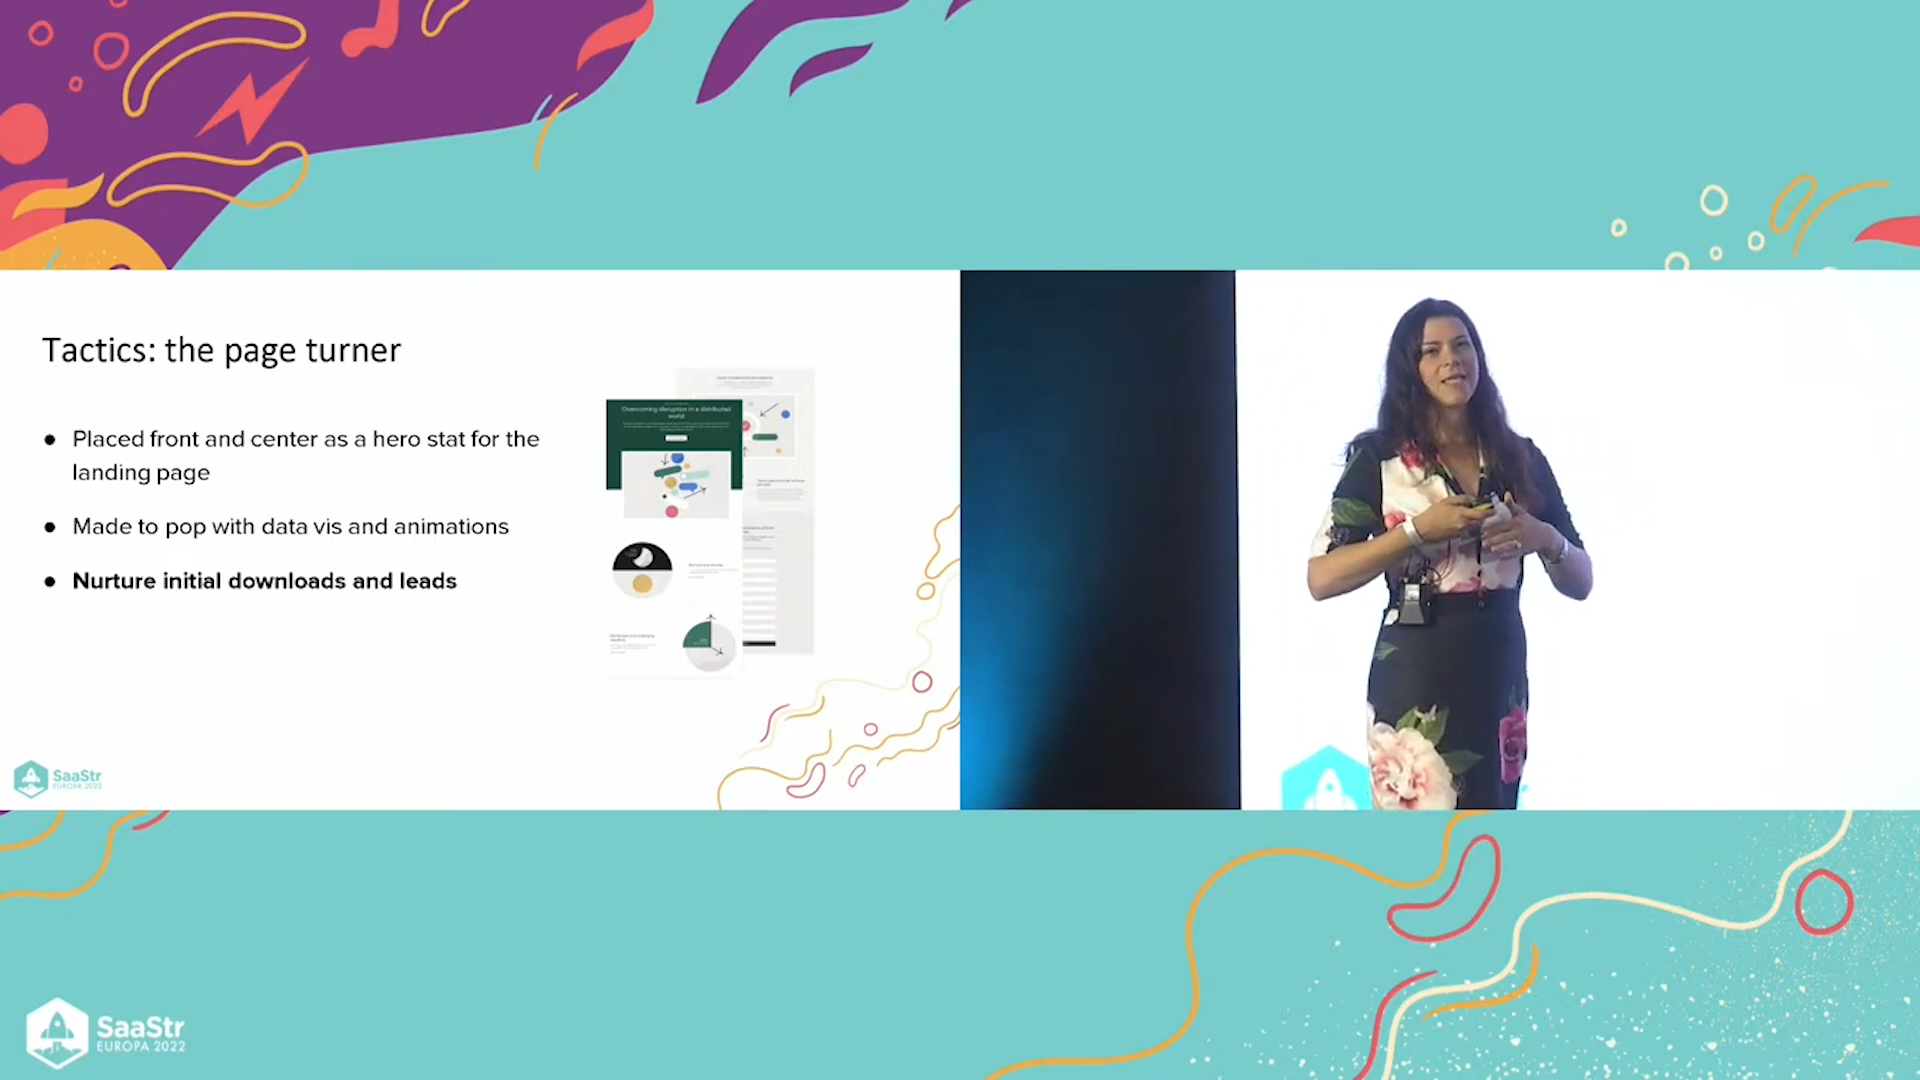 Tactics: the page turner
● Placed front and center as a hero stat for the
landing page
● Made to pop with data vis and animations
● Nurture initial downloads and leads
Overcoming disruption in a distributed
world
SaaStr
EUROPA 2022
SaaStr
EUROPA 2022